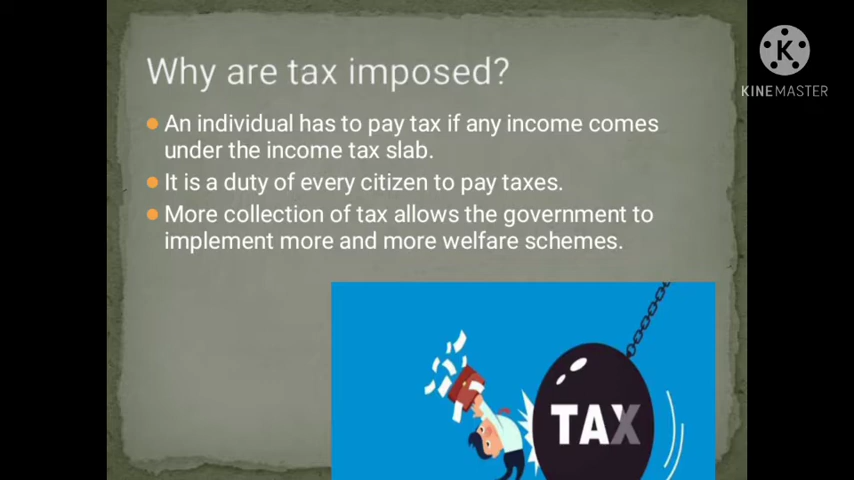 Why are tax imposed?
K
KINEMASTER
An individual has to pay tax if any income comes
under the income tax slab.
It is a duty of every citizen to pay taxes.
More collection of tax allows the government to
implement more and more welfare schemes.
TAX